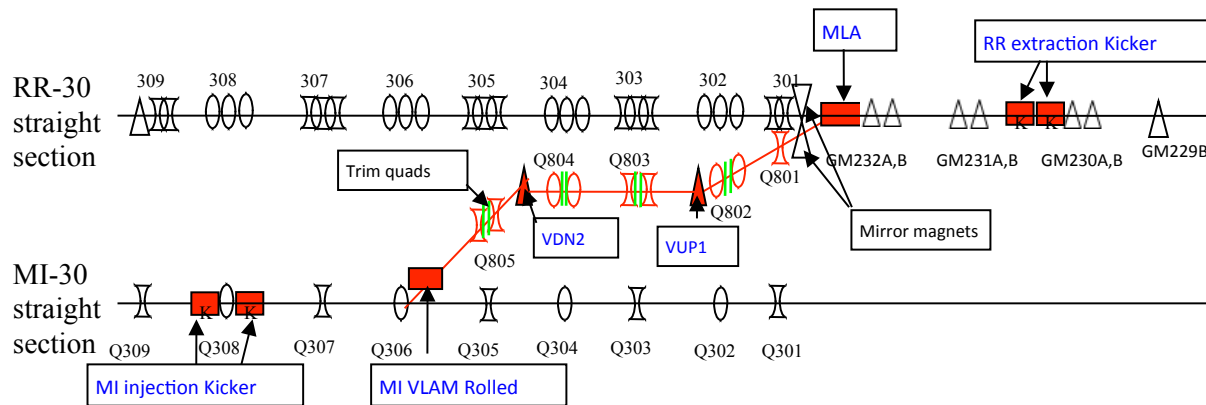 MLA
RR extraction Kicker
309 308 307 306 305 304 303 302 301
RR-30
straight
section
K K
GM232A,B GM231A,B GM230A,B GM229B
Trim quads
Q804 Q803 Q801
Q802
Mirror magnets
VDN2
VUP1
Q805
MI-30
straight
section
K K
Q309 Q308 Q307 Q306 Q305 Q304 Q303 Q302 Q301
MI injection Kicker
MI VLAM Rolled